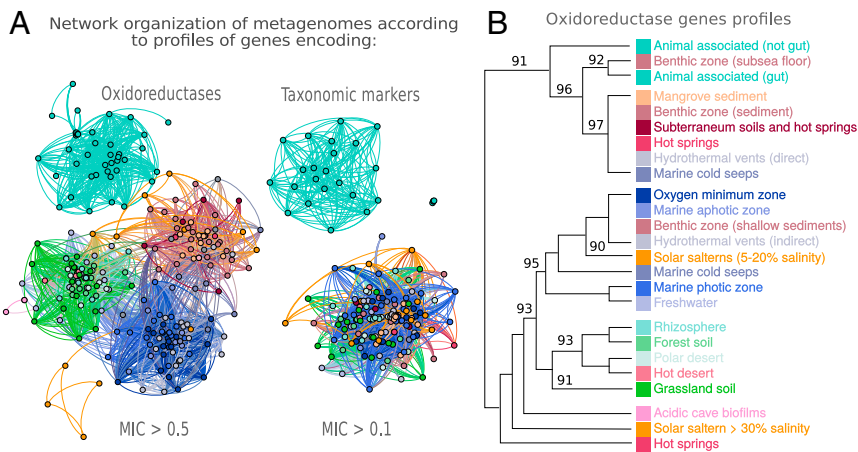 A
Network organization of metagenomes according
to profiles of genes encoding:
Oxidoreductases
Taxonomic markers
MIC > 0.5
MIC > 0.1
B
Oxidoreductase genes profiles
91
92
96
97
90
95
93
93
91
Animal associated (not gut)
Benthic zone (subsea floor)
Animal associated (gut)
Mangrove sediment
Benthic zone (sediment)
Subterraneum soils and hot springs
Hot springs
Hydrothermal vents (direct)
Marine cold seeps
Oxygen minimum zone
Marine aphotic zone
Benthic zone (shallow sediments)
Hydrothermal vents (indirect)
Solar salterns (5-20% salinity)
Marine cold seeps
Marine photic zone
Freshwater
Rhizosphere
Forest soil
Polar desert
Hot desert
Grassland soil
Acidic cave biofilms
Solar saltern > 30% salinity
Hot springs